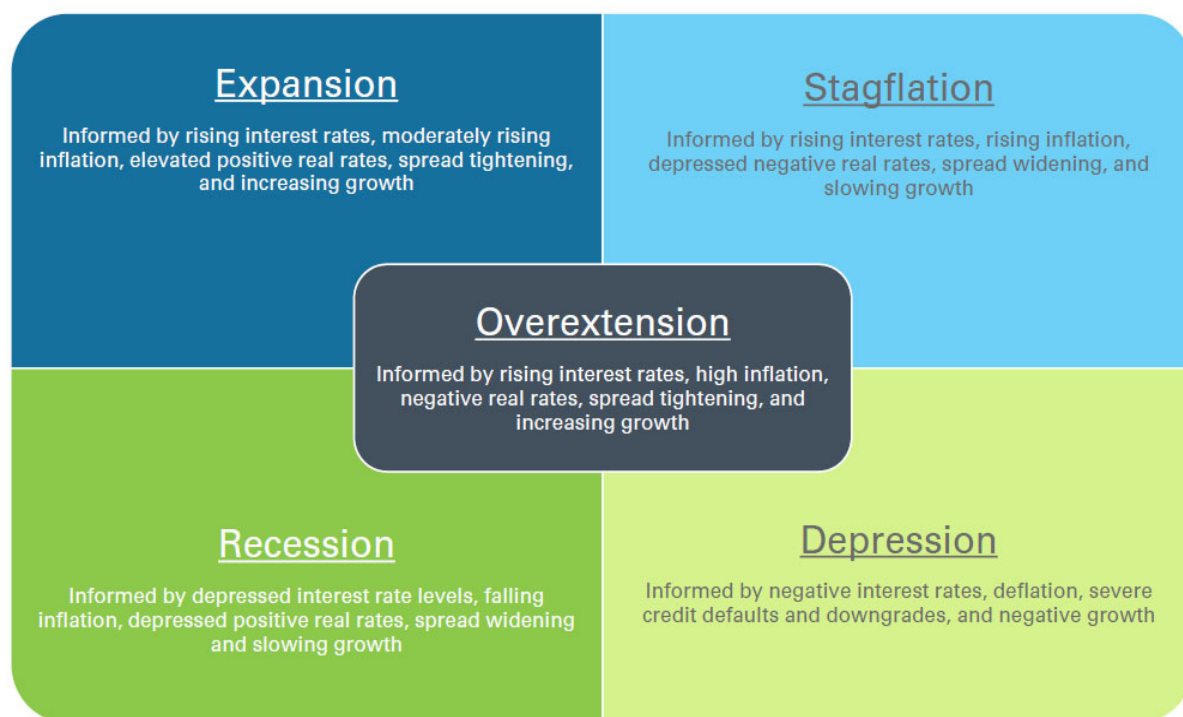 Expansion
Informed by rising interest rates, moderately rising
inflation, elevated positive real rates, spread tightening,
and increasing growth
Stagflation
Informed by rising interest rates, rising inflation,
depressed negative real rates, spread widening, and
slowing growth
Overextension
Informed by rising interest rates, high inflation,
negative real rates, spread tightening, and
increasing growth
Recession
Informed by depressed interest rate levels, falling
inflation, depressed positive real rates, spread widening
and slowing growth
Depression
Informed by negative interest rates, deflation, severe
credit defaults and downgrades, and negative growth